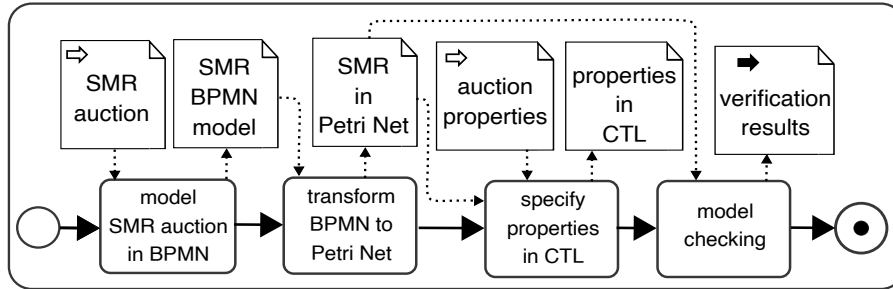 SMR
auction
SMR
BPMN
model
SMR
in
Petri Net
auction
properties
properties
in
CTL
verification
results
model
SMR auction
in BPMN
transform
BPMN to
Petri Net
specify
properties
in CTL
model
checking